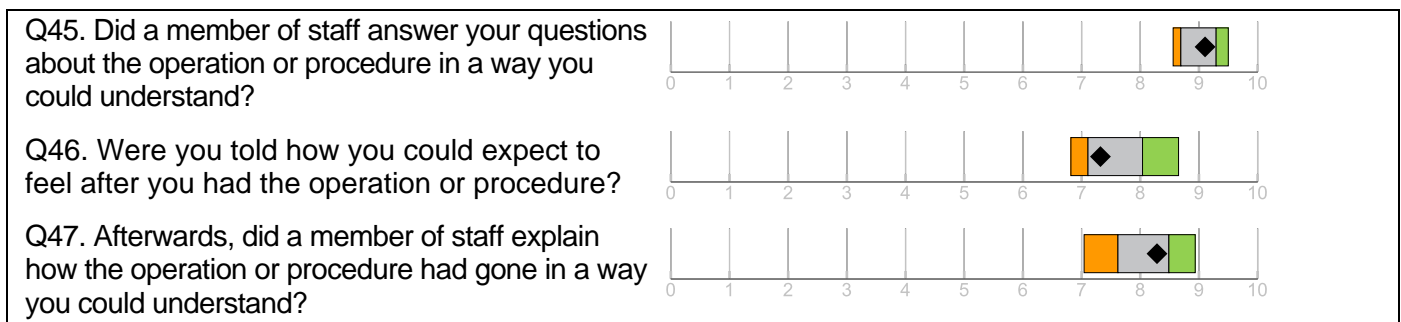 Q45. Did a member of staff answer your questions
about the operation or procedure in a way you
could understand?
0 1 2 3 4 5 6 7 8 9 10
Q46. Were you told how you could expect to
feel after you had the operation or procedure?
0 1 2 3 4 5 6 7 8 9 10
Q47. Afterwards, did a member of staff explain
how the operation or procedure had gone in a way
you could understand?
0 1 2 3 4 5 6 7 8 9 10